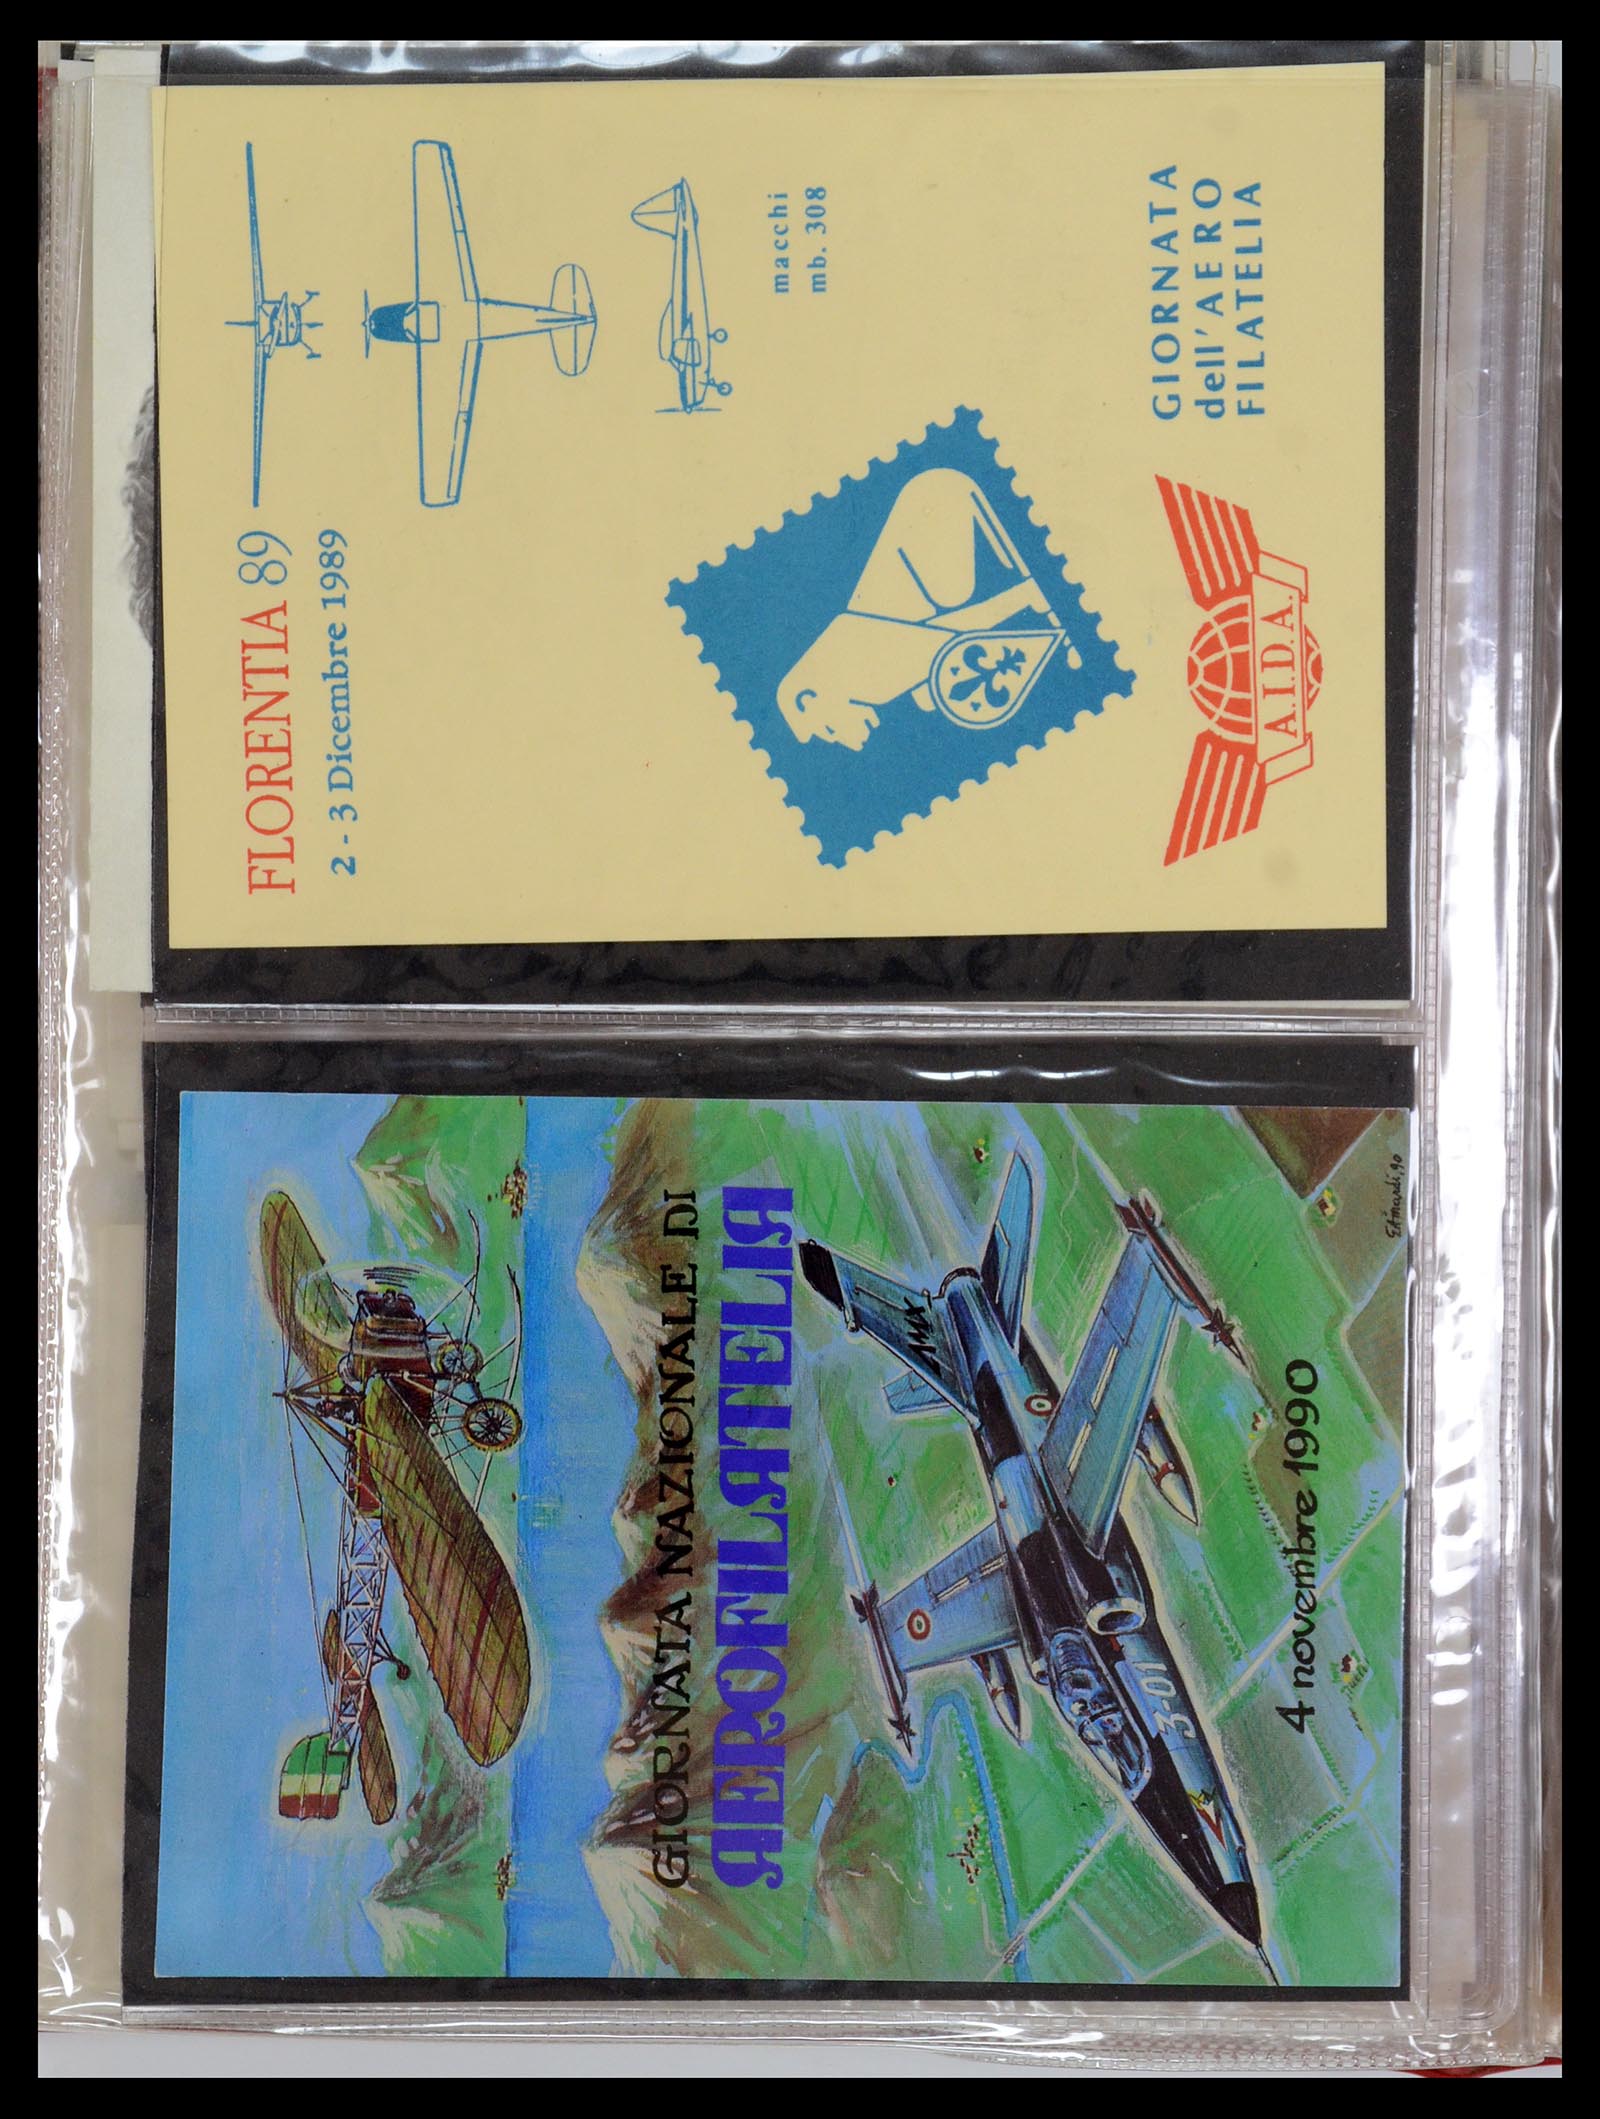 FLORENTIA 89
2 - 3 Dicembre 1989
macchi
mb. 308
GIORNATA
dell'AERO
FILATELIA
A.I.D.A.
GIORNATA NAZIONALE DI
AEROFILATELIA
AMX
3-01
4 novembre 1990